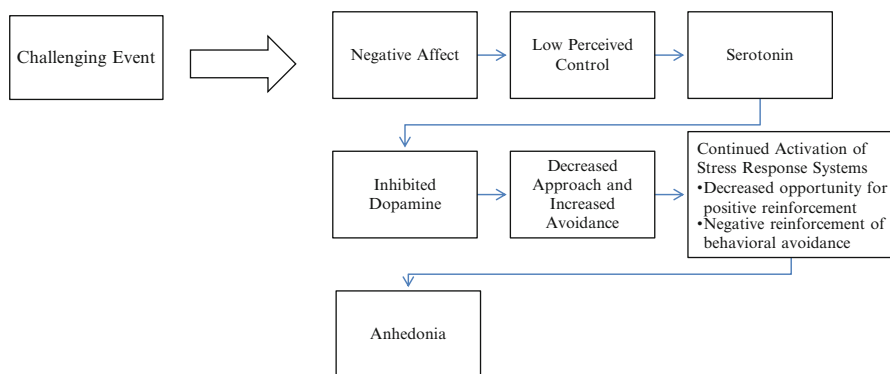 Challenging Event
Negative Affect
Low Perceived
Control
Serotonin
Inhibited
Dopamine
Decreased
Approach and
Increased
Avoidance
Continued Activation of
Stress Response Systems
•Decreased opportunity for
positive reinforcement
•Negative reinforcement of
behavioral avoidance
Anhedonia